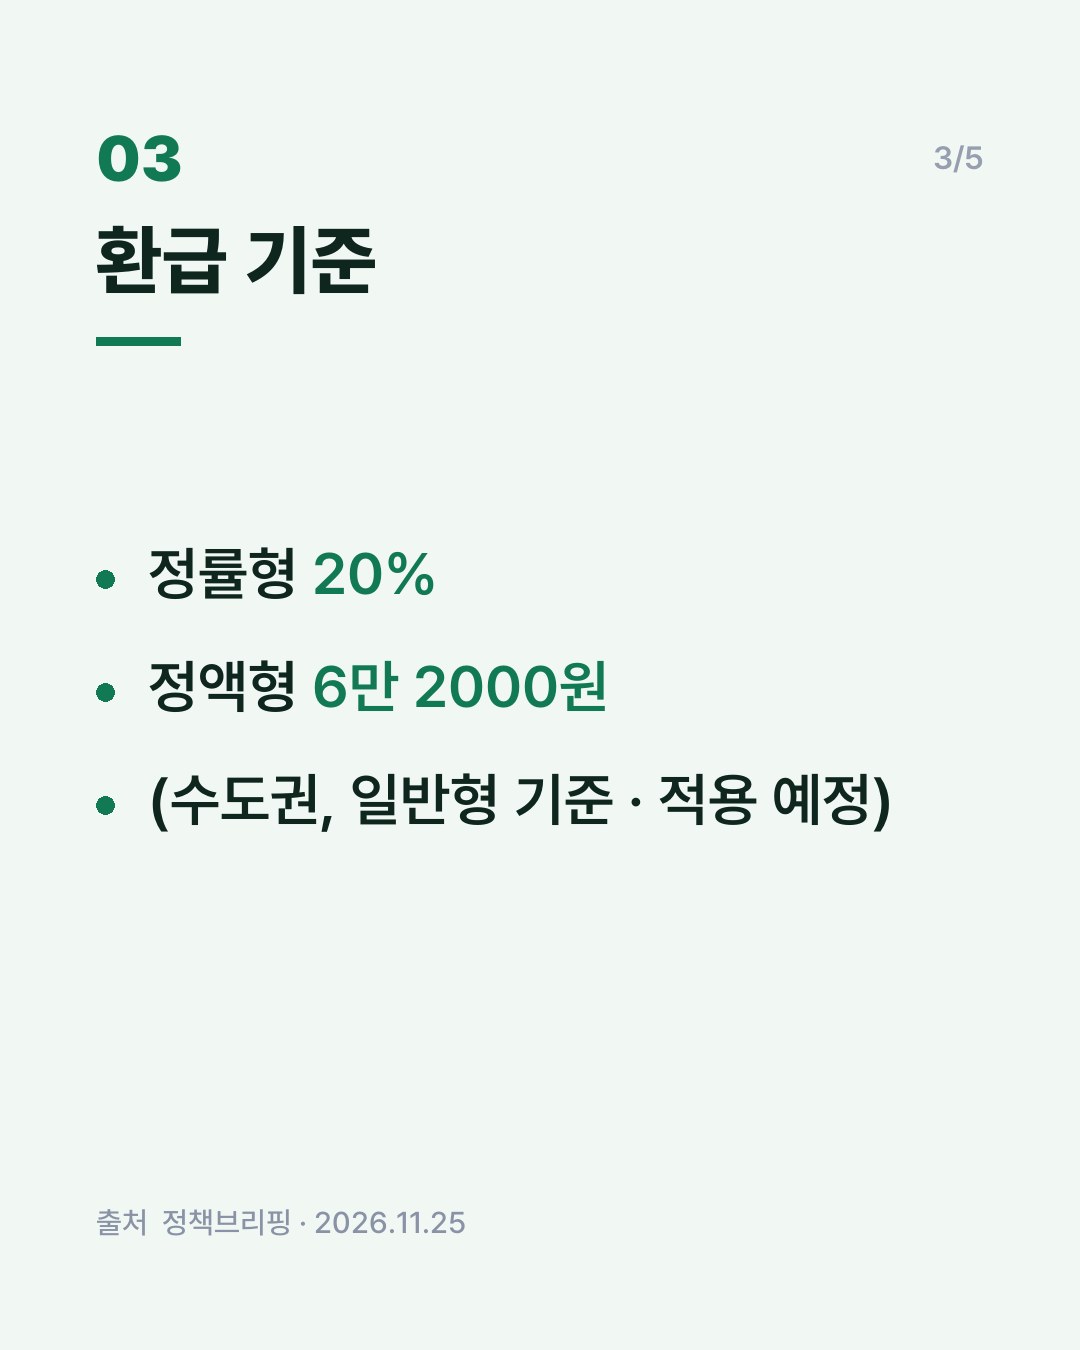 03
3/5
환급 기준
• 정률형 20%
• 정액형 6만 2000원
• (수도권, 일반형 기준 · 적용 예정)
출처 정책브리핑 · 2026.11.25